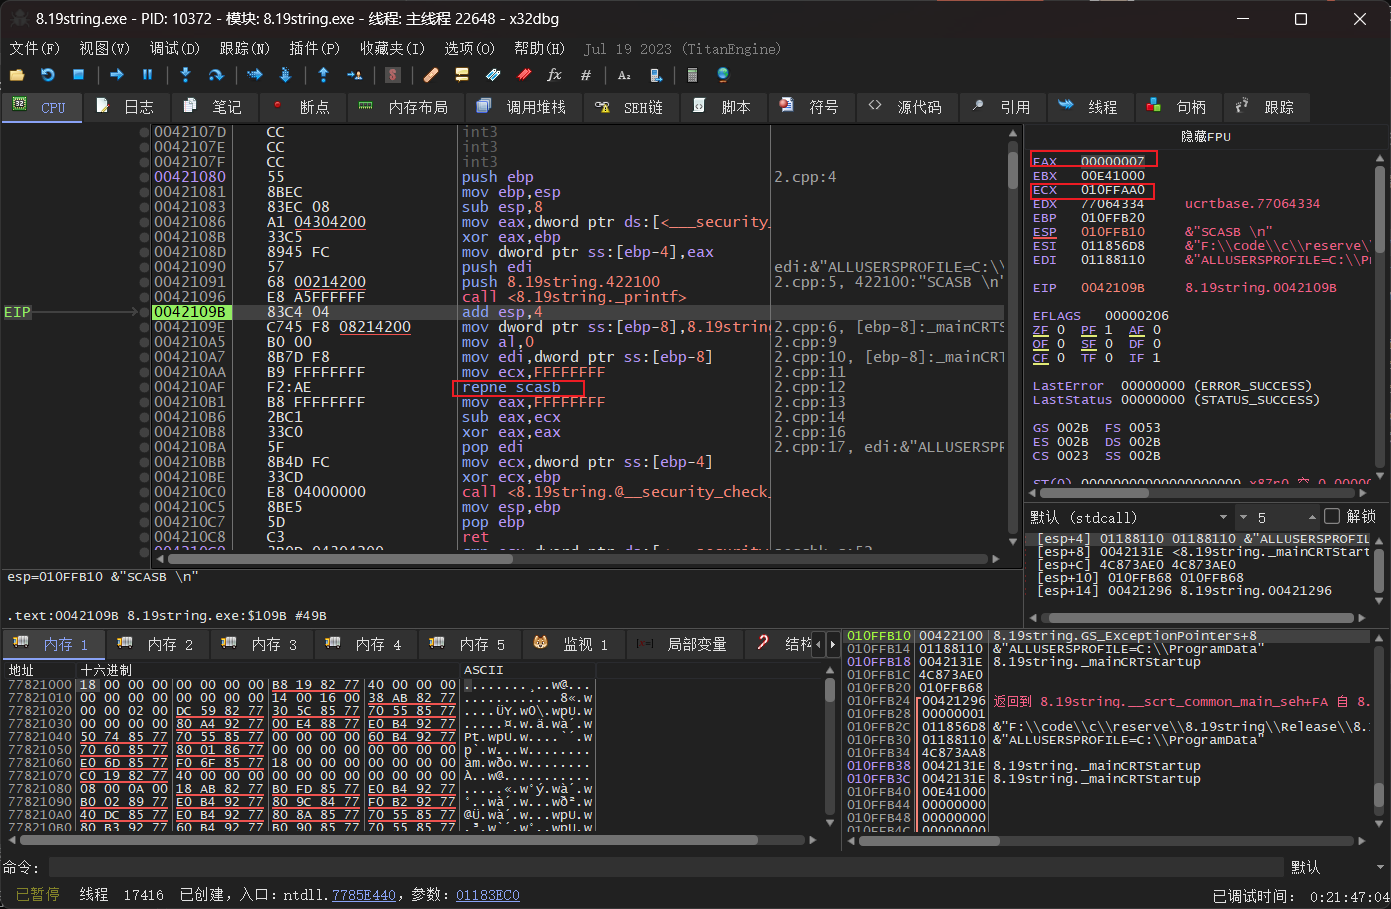 8.19string.exe - PID: 10372 - 模块: 8.19string.exe - 线程: 主线程 22648 - x32dbg
文件(F) 视图(V) 调试(D) 跟踪(N) 插件(P) 收藏夹(I) 选项(O) 帮助(H) Jul 19 2023 (TitanEngine)
CPU 日志 笔记 断点 内存布局 调用堆栈 SEH链 脚本 符号 源代码 引用 线程 句柄 跟踪
0042107D CC int3
0042107E CC int3
0042107F CC int3
00421080 55 push ebp 2.cpp:4
00421081 8BEC mov ebp,esp
00421083 83EC 08 sub esp,8
00421086 A1 04304200 mov eax,dword ptr ds:[<___security_
0042108B 33C5 xor eax,ebp
0042108D 8945 FC mov dword ptr ss:[ebp-4],eax
00421090 57 push edi edi:&"ALLUSERSPROFILE=C:\\
00421091 68 00214200 push 8.19string.422100 2.cpp:5, 422100:"SCASB \n"
00421096 E8 A5FFFFFF call <8.19string._printf>
EIP 0042109B 83C4 04 add esp,4
0042109E C745 F8 08214200 mov dword ptr ss:[ebp-8],8.19string 2.cpp:6, [ebp-8]:_mainCRTS
004210A5 B0 00 mov al,0 2.cpp:9
004210A7 8B7D F8 mov edi,dword ptr ss:[ebp-8] 2.cpp:10, [ebp-8]:_mainCRT
004210AA B9 FFFFFFFF mov ecx,FFFFFFFF 2.cpp:11
004210AF F2:AE repne scasb 2.cpp:12
004210B1 B8 FFFFFFFF mov eax,FFFFFFFF 2.cpp:13
004210B6 2BC1 sub eax,ecx 2.cpp:14
004210B8 33C0 xor eax,eax 2.cpp:16
004210BA 5F pop edi 2.cpp:17, edi:&"ALLUSERSP
004210BB 8B4D FC mov ecx,dword ptr ss:[ebp-4]
004210BE 33CD xor ecx,ebp
004210C0 E8 04000000 call <8.19string.@__security_check_
004210C5 8BE5 mov esp,ebp
004210C7 5D pop ebp
004210C8 C3 ret
隐藏FPU
EAX 00000007
EBX 00E41000
ECX 010FFAA0
EDX 77064334 ucrtbase.77064334
EBP 010FFB20
ESP 010FFB10 &"SCASB \n"
ESI 011856D8 &"F:\\code\\c\\reserve\\
EDI 01188110 &"ALLUSERSPROFILE=C:\\P
EIP 0042109B 8.19string.0042109B
EFLAGS 00000206
ZF 0 PF 1 AF 0
OF 0 SF 0 DF 0
CF 0 TF 0 IF 1
LastError 00000000 (ERROR_SUCCESS)
LastStatus 00000000 (STATUS_SUCCESS)
GS 002B FS 0053
ES 002B DS 002B
CS 0023 SS 002B
默认 (stdcall) 5 解锁
[esp+4] 01188110 01188110 &"ALLUSERSPROFIL
[esp+8] 0042131E <8.19string._mainCRTStart
[esp+C] 4C873AE0 4C873AE0
[esp+10] 010FFB68 010FFB68
[esp+14] 00421296 8.19string.00421296
esp=010FFB10 &"SCASB \n"
.text:0042109B 8.19string.exe:$109B #49B
内存 1 内存 2 内存 3 内存 4 内存 5 监视 1 局部变量 结构
地址 十六进制 ASCII
77821000 18 00 00 00 00 00 00 00 B8 19 82 77 40 00 00 00 ........¸..w@...
77821010 00 00 00 00 00 00 00 00 14 00 16 00 38 AB 82 77 ............8«.w
77821020 00 00 02 00 DC 59 82 77 30 5C 85 77 70 55 85 77 ....ÜY.w0\.wpU.w
77821030 00 00 00 00 80 A4 92 77 00 E4 88 77 E0 B4 92 77 .....¤.w.ä.wà´.w
77821040 50 74 85 77 70 55 85 77 00 00 00 00 60 B4 92 77 Pt.wpU.w....`´.w
77821050 70 60 85 77 80 01 86 77 00 00 00 00 00 00 00 00 p`.w...w........
77821060 E0 6D 85 77 F0 6F 85 77 18 00 00 00 00 00 00 00 àm.wðo.w........
77821070 C0 19 82 77 40 00 00 00 00 00 00 00 00 00 00 00 À..w@...........
77821080 08 00 0A 00 18 AB 82 77 B0 FD 85 77 E0 B4 92 77 .....«.w°ý.wà´.w
77821090 B0 02 89 77 E0 B4 92 77 80 9C 84 77 F0 B2 92 77 °..wà´.w...wð².w
778210A0 40 DC 85 77 E0 B4 92 77 80 8A 85 77 70 55 85 77 @Ü.wà´.w...wpU.w
778210B0 80 B3 92 77 60 B4 92 77 B0 90 85 77 70 55 85 77 .³.w`´.w°..wpU.w
010FFB10 00422100 8.19string.GS_ExceptionPointers+8
010FFB14 01188110 &"ALLUSERSPROFILE=C:\\ProgramData"
010FFB18 0042131E 8.19string._mainCRTStartup
010FFB1C 4C873AE0
010FFB20 010FFB68
010FFB24 00421296 返回到 8.19string.__scrt_common_main_seh+FA 自 8.
010FFB28 00000001
010FFB2C 011856D8 &"F:\\code\\c\\reserve\\8.19string\\Release\\8.1
010FFB30 01188110 &"ALLUSERSPROFILE=C:\\ProgramData"
010FFB34 4C873AA8
010FFB38 0042131E 8.19string._mainCRTStartup
010FFB3C 0042131E 8.19string._mainCRTStartup
010FFB40 00E41000
010FFB44 00000000
010FFB48 00000000
010FFB4C 00000000
命令: 默认
已暂停 线程 17416 已创建，入口：ntdll.7785E440，参数：01183EC0 已调试时间： 0:21:47:04